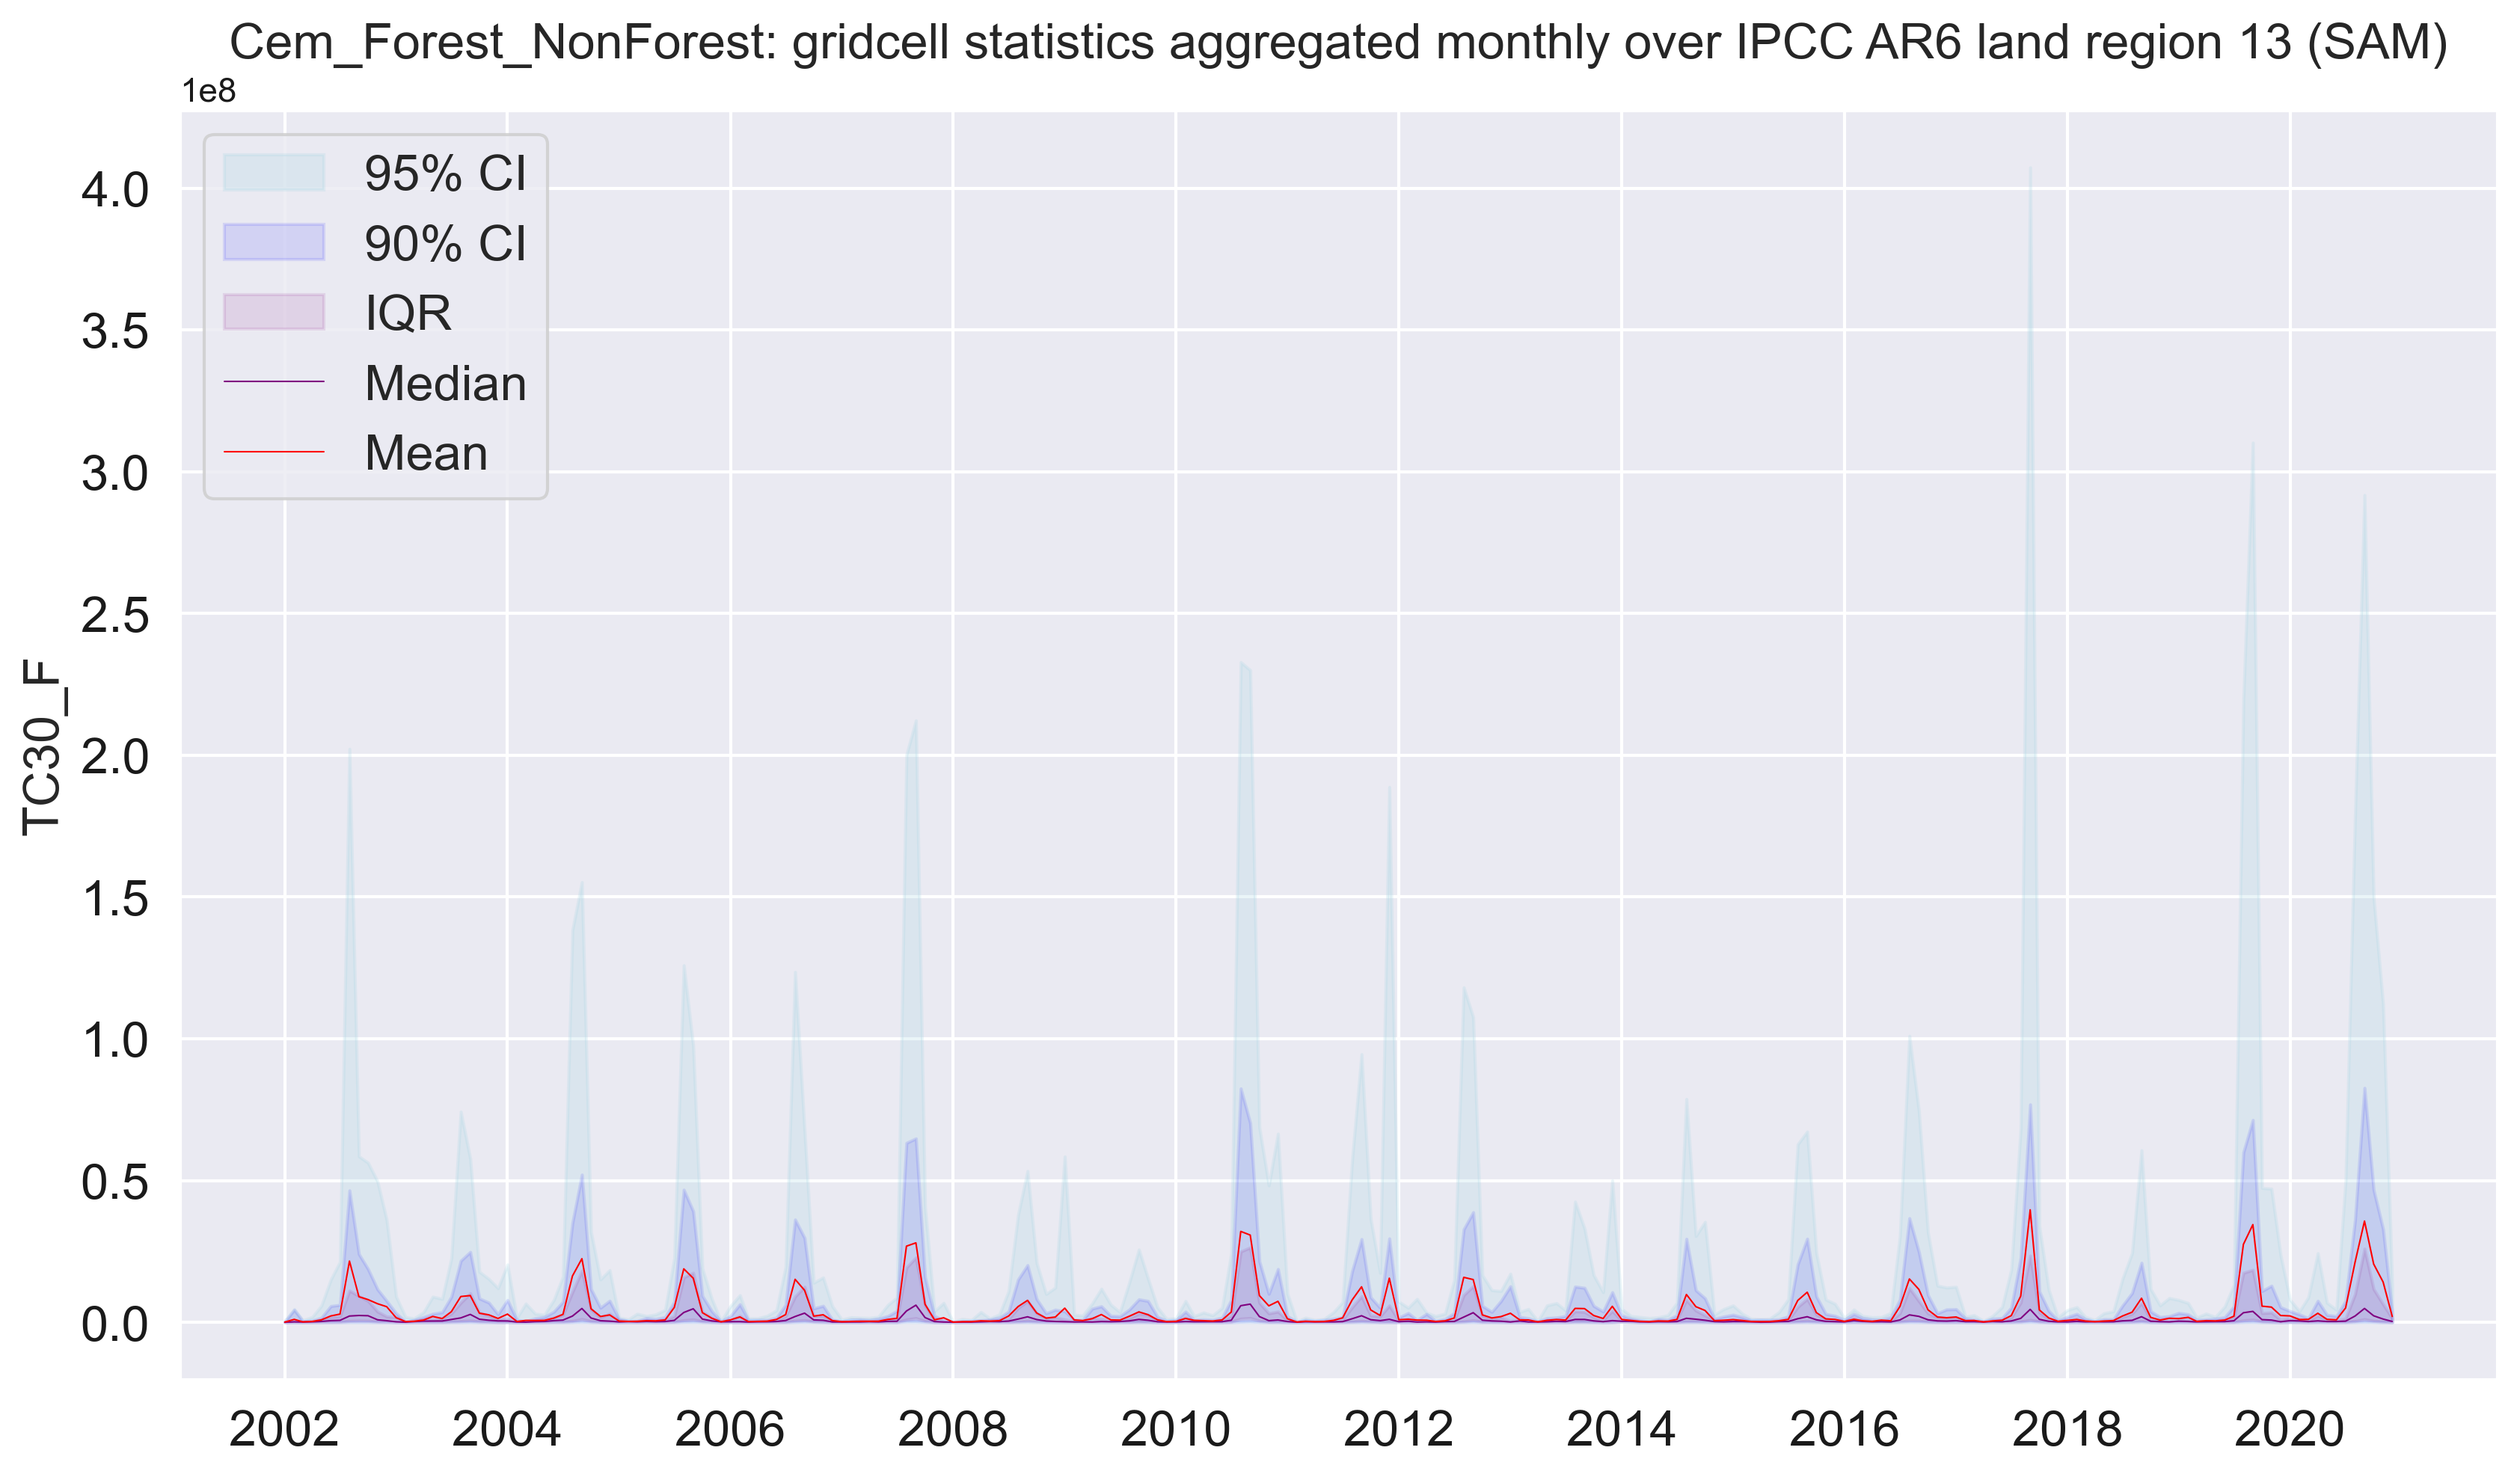 Cem_Forest_NonForest: gridcell statistics aggregated monthly over IPCC AR6 land region 13 (SAM)
1e8
95% CI
90% CI
IQR
Median
Mean
4.0
3.5
3.0
2.5
2.0
1.5
1.0
0.5
0.0
TC30_F
2002 2004 2006 2008 2010 2012 2014 2016 2018 2020